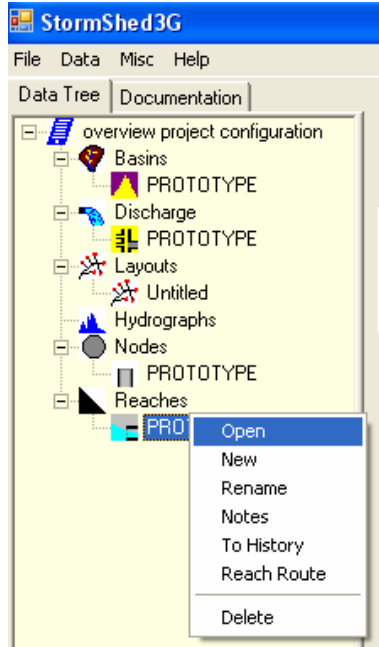 StormShed3G
File Data Misc Help
Data Tree Documentation
overview project configuration
Basins
PROTOTYPE
Discharge
PROTOTYPE
Layouts
Untitled
Hydrographs
Nodes
PROTOTYPE
Reaches
PROT
Open
New
Rename
Notes
To History
Reach Route
Delete